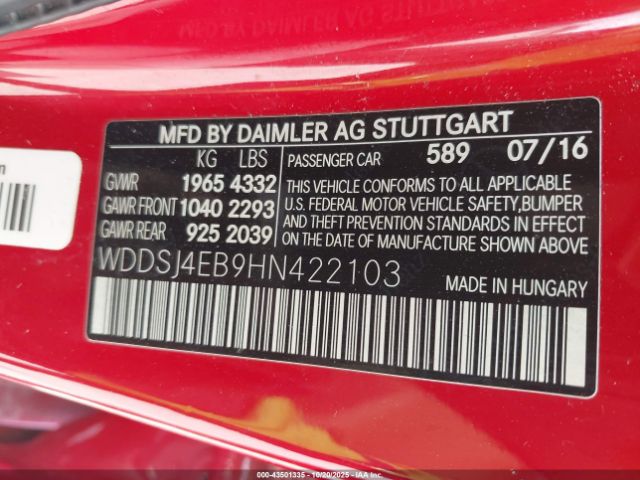 MFD BY DAIMLER AG STUTTGART
KG LBS
GVWR 1965 4332
GAWR FRONT 1040 2293
GAWR REAR 925 2039
PASSENGER CAR 589 07/16
THIS VEHICLE CONFORMS TO ALL APPLICABLE
U.S. FEDERAL MOTOR VEHICLE SAFETY,BUMPER
AND THEFT PREVENTION STANDARDS IN EFFECT
ON THE DATE OF MANUFACTURE SHOWN ABOVE
WDDSJ4EB9HN422103
MADE IN HUNGARY
000-43501335 - 10/20/2025 - IAAI.COM